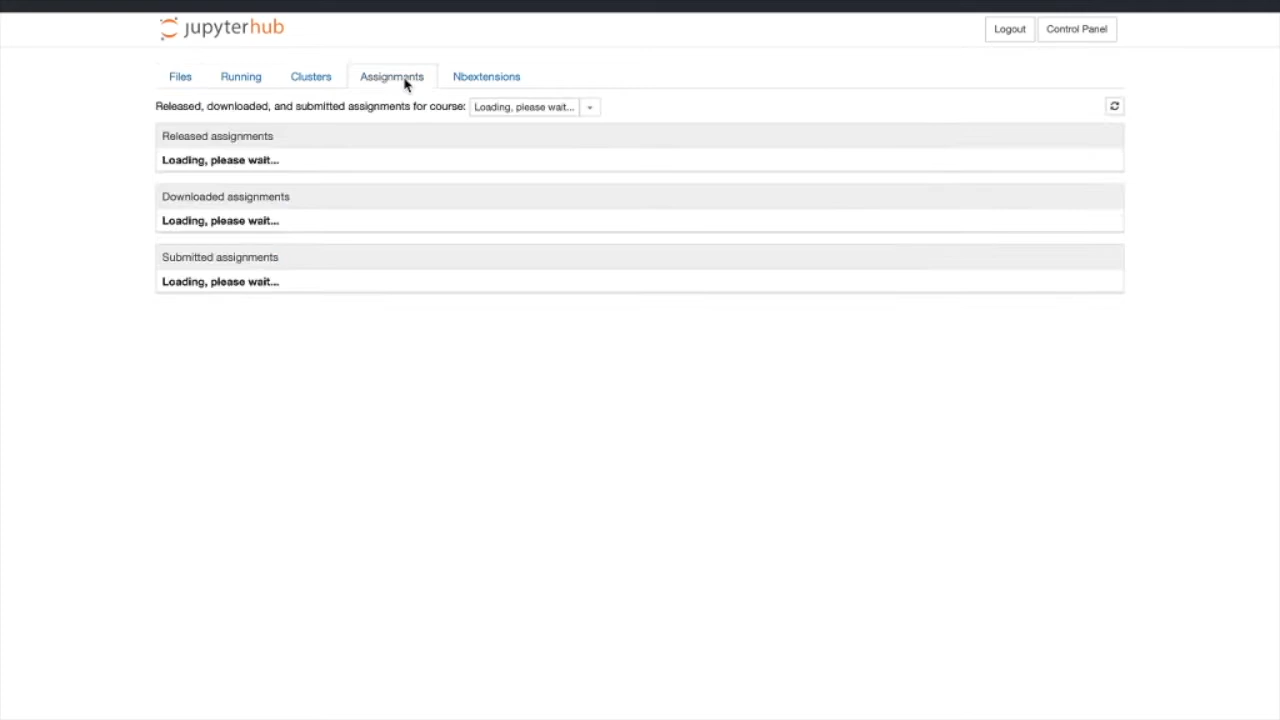 jupyterhub Logout Control Panel
Files Running Clusters Assignments Nbextensions
Released, downloaded, and submitted assignments for course: Loading, please wait...
Released assignments
Loading, please wait...
Downloaded assignments
Loading, please wait...
Submitted assignments
Loading, please wait...